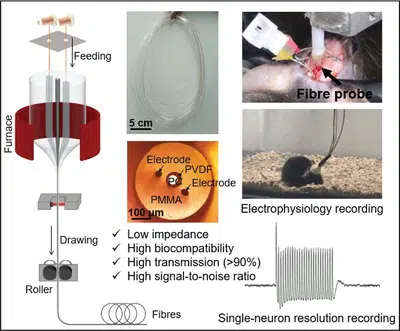 Feeding
Furnace
Drawing
Roller
Fibres
5 cm
Electrode
PVDF
PC
Electrode
PMMA
100 µm
✓ Low impedance
✓ High biocompatibility
✓ High transmission (>90%)
✓ High signal-to-noise ratio
Fibre probe
Electrophysiology recording
Single-neuron resolution recording